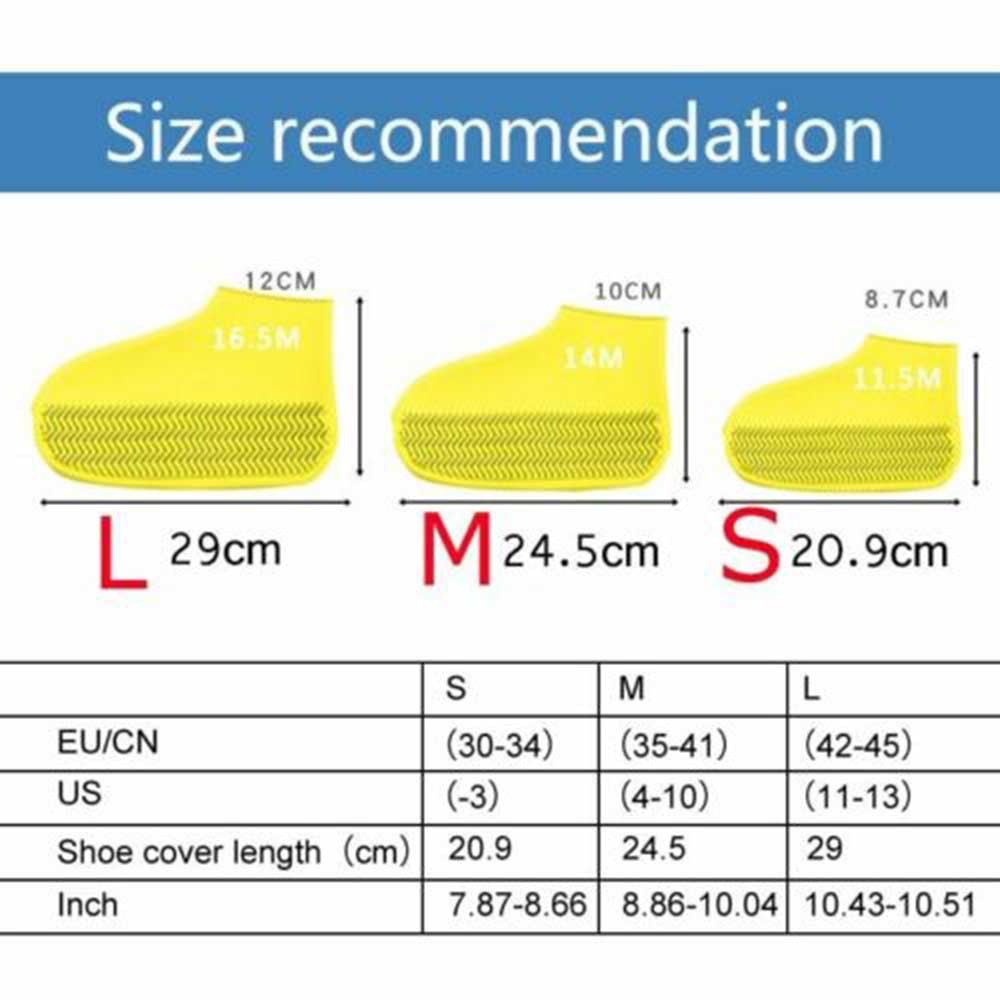 Size recommendation
12CM
10CM
8.7CM
16.5M
14M
11.5M
L 29cm
M 24.5cm
S 20.9cm
S M L
EU/CN (30-34) (35-41) (42-45)
US (-3) (4-10) (11-13)
Shoe cover length (cm) 20.9 24.5 29
Inch 7.87-8.66 8.86-10.04 10.43-10.51